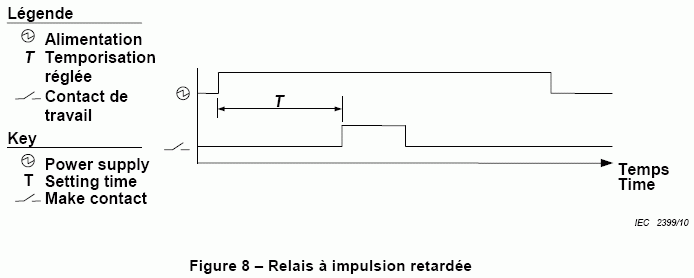 Légende
Alimentation
T Temporisation
réglée
Contact de
travail
Key
Power supply
T Setting time
Make contact
T
Temps
Time
IEC 2399/10
Figure 8 – Relais à impulsion retardée